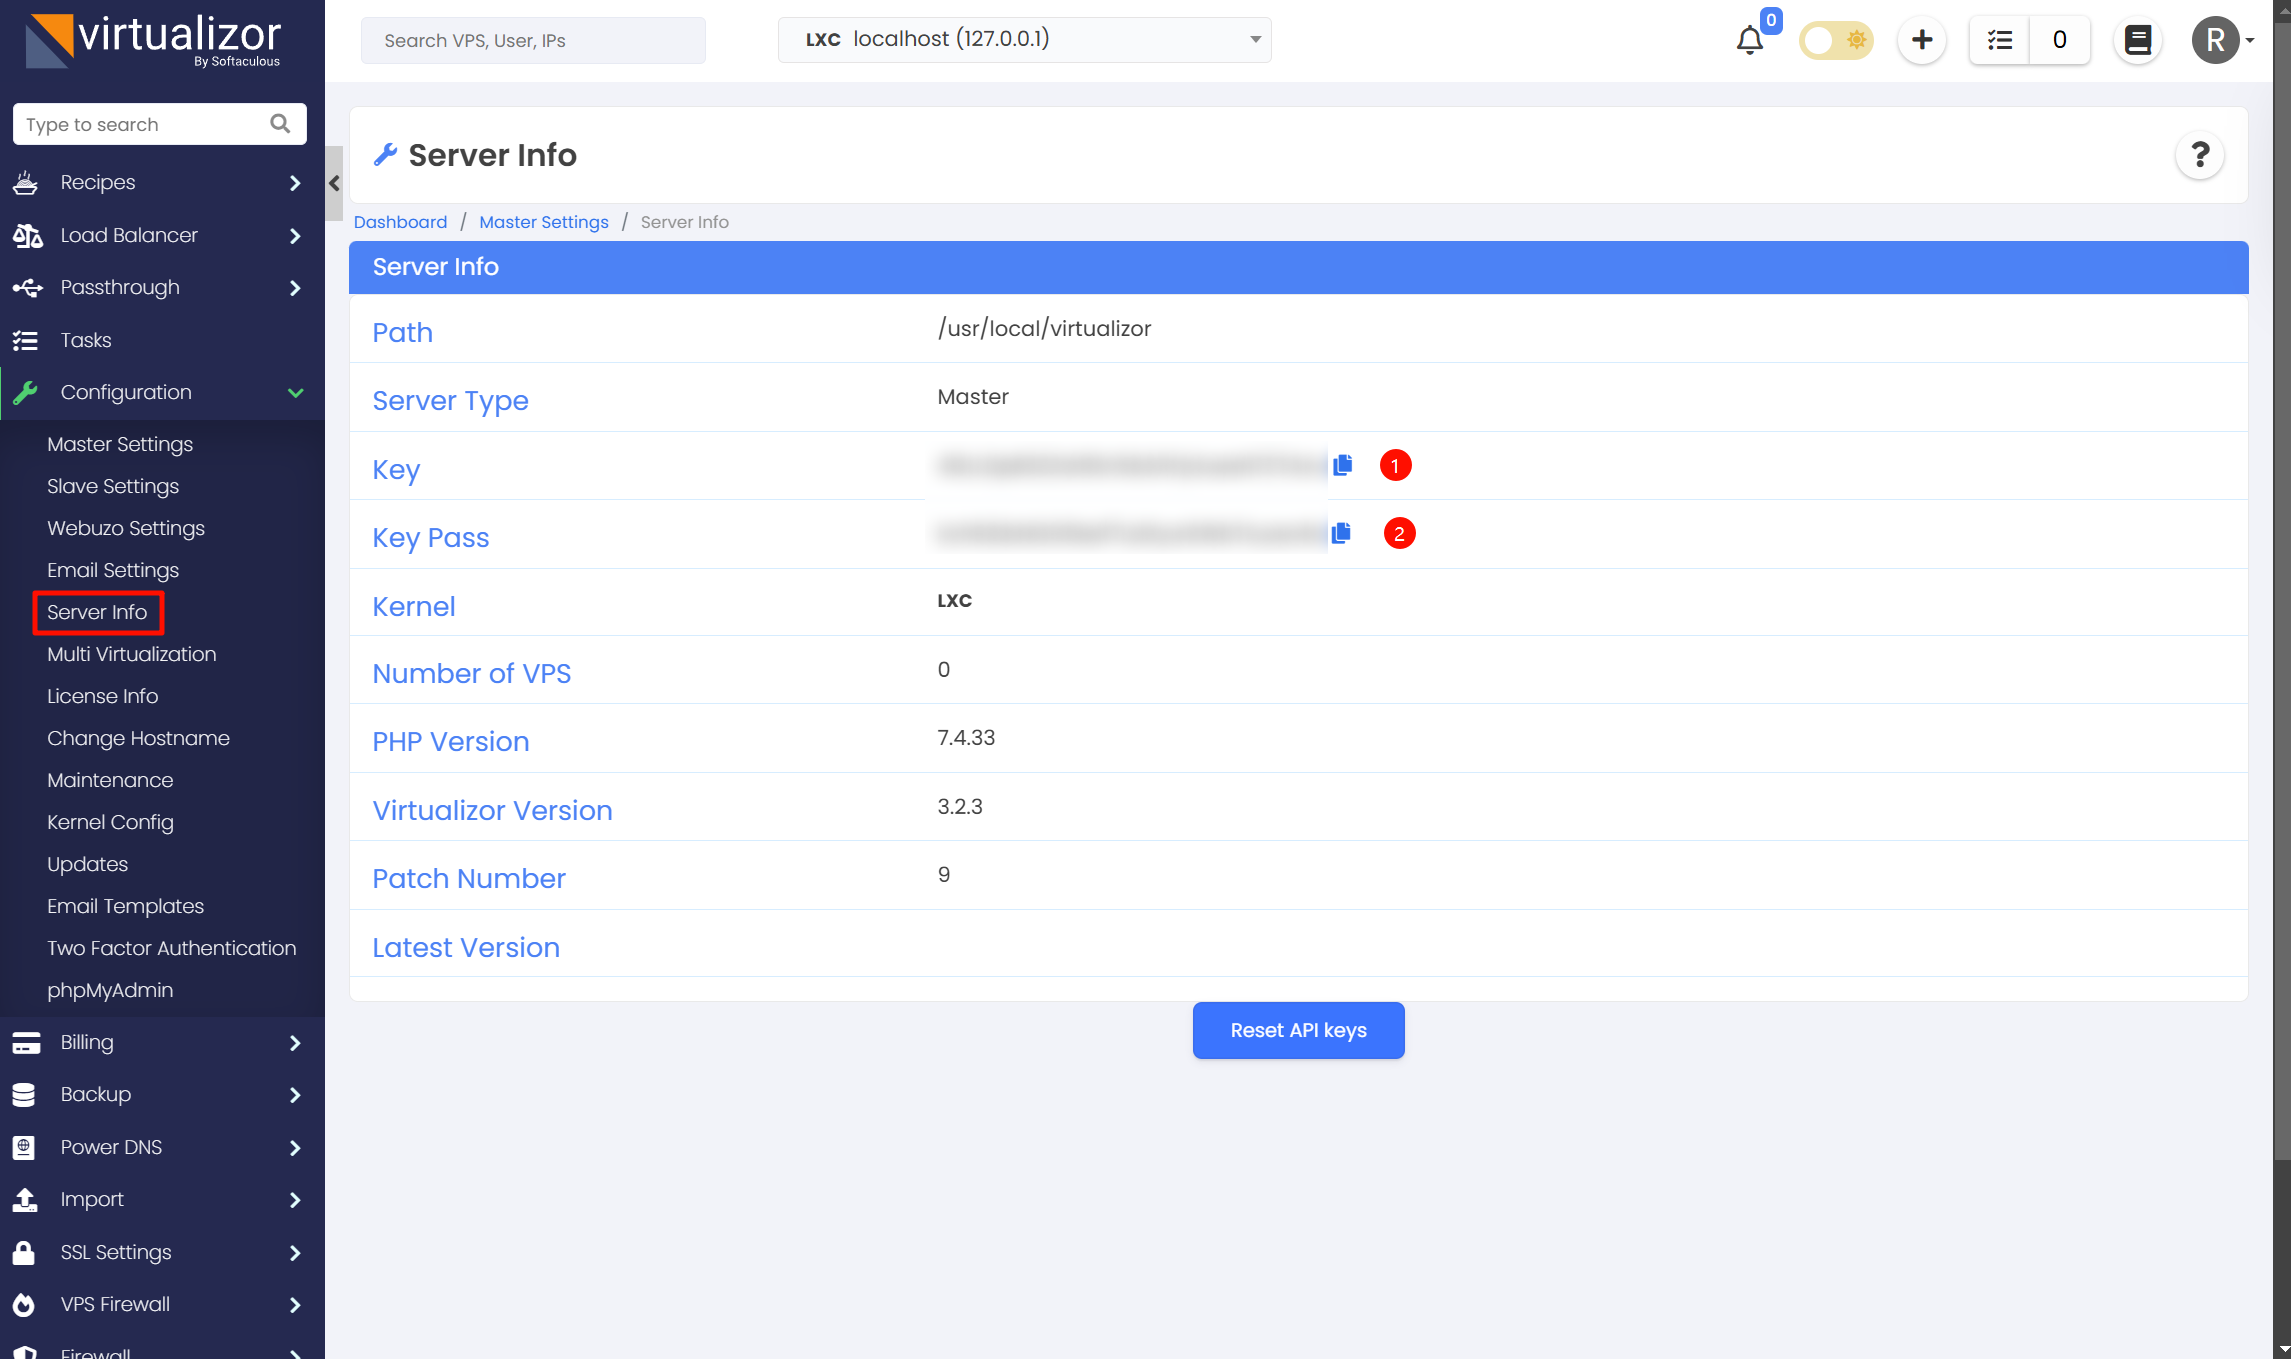 virtualizor
By Softaculous
Search VPS, User, IPs
LXC localhost (127.0.0.1)
0
0
R
Type to search
Recipes
Load Balancer
Passthrough
Tasks
Configuration
Master Settings
Slave Settings
Webuzo Settings
Email Settings
Server Info
Multi Virtualization
License Info
Change Hostname
Maintenance
Kernel Config
Updates
Email Templates
Two Factor Authentication
phpMyAdmin
Billing
Backup
Power DNS
Import
SSL Settings
VPS Firewall
Firewall
Server Info
?
Dashboard / Master Settings / Server Info
Server Info
Path /usr/local/virtualizor
Server Type Master
Key 1
Key Pass 2
Kernel LXC
Number of VPS 0
PHP Version 7.4.33
Virtualizor Version 3.2.3
Patch Number 9
Latest Version
Reset API keys